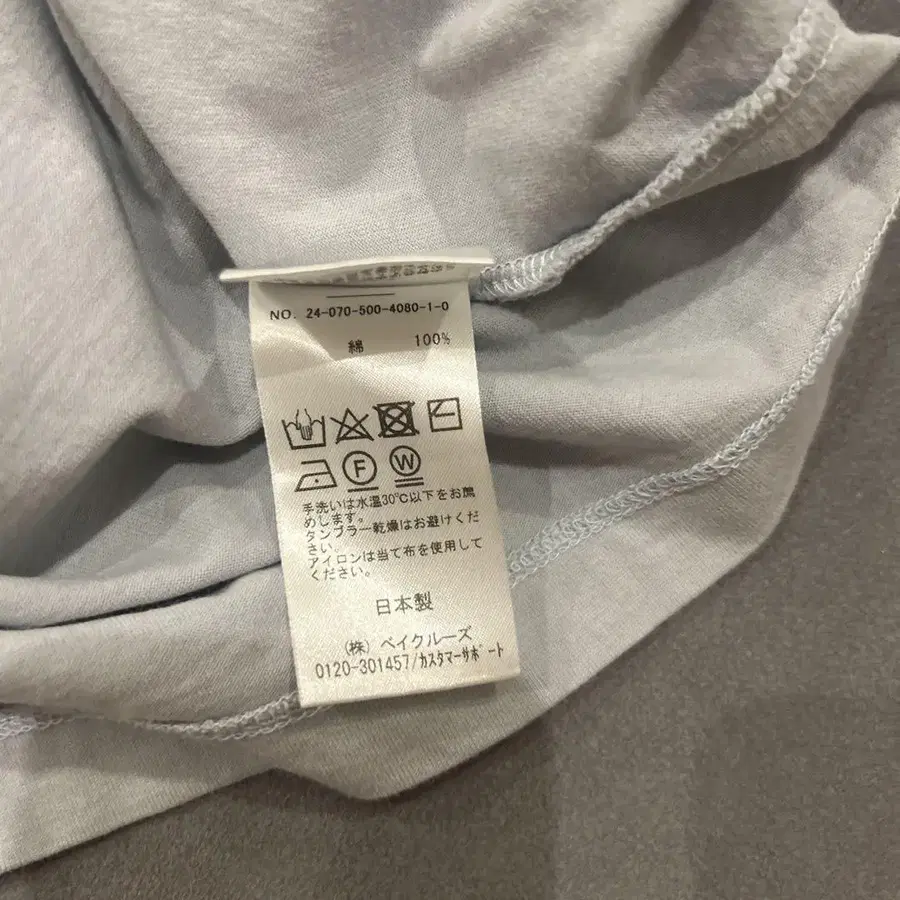 NO. 24-070-500-4080-1-0
綿 100%
F W
手洗いは水温30℃以下をお薦
めします。
タンブラー乾燥はお避けくだ
さい。
アイロンは当て布を使用して
ください。
日本製
(株) ベイクルーズ
0120-301457/カスタマーサポート